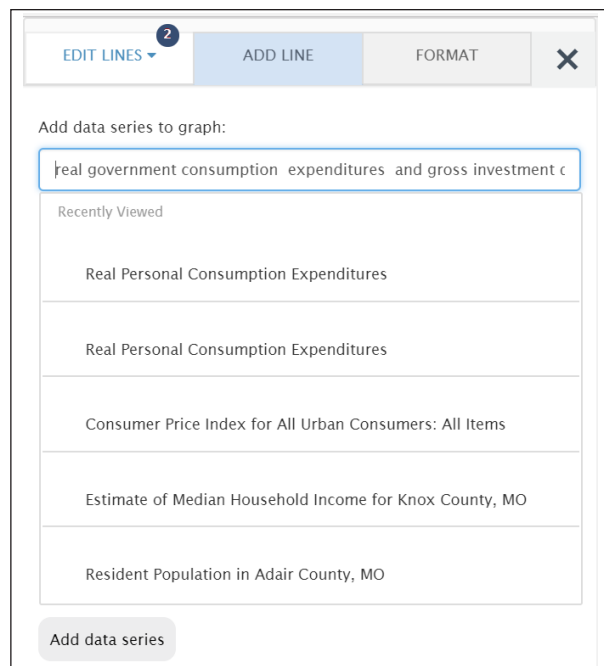 2
EDIT LINES ADD LINE FORMAT
Add data series to graph:
real government consumption expenditures and gross investment
Recently Viewed
Real Personal Consumption Expenditures
Real Personal Consumption Expenditures
Consumer Price Index for All Urban Consumers: All Items
Estimate of Median Household Income for Knox County, MO
Resident Population in Adair County, MO
Add data series